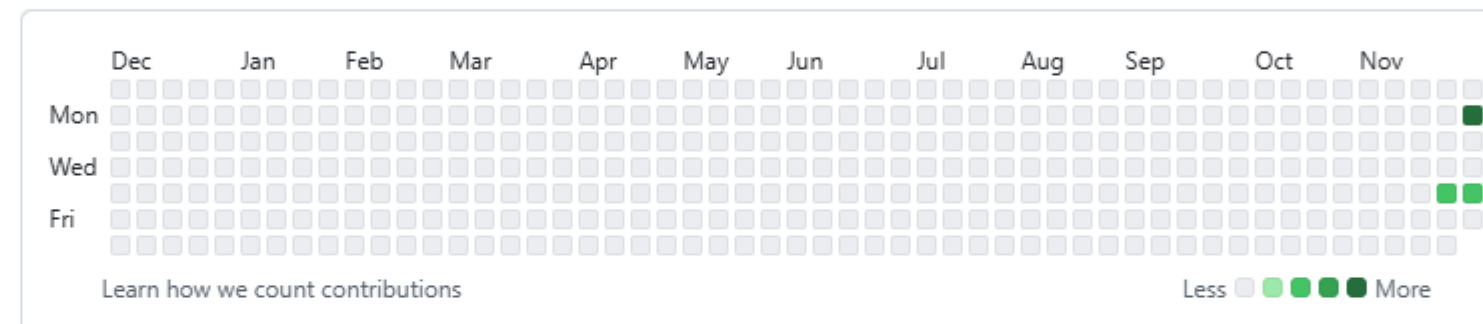 Dec Jan Feb Mar Apr May Jun Jul Aug Sep Oct Nov
Mon
Wed
Fri
Learn how we count contributions
Less More